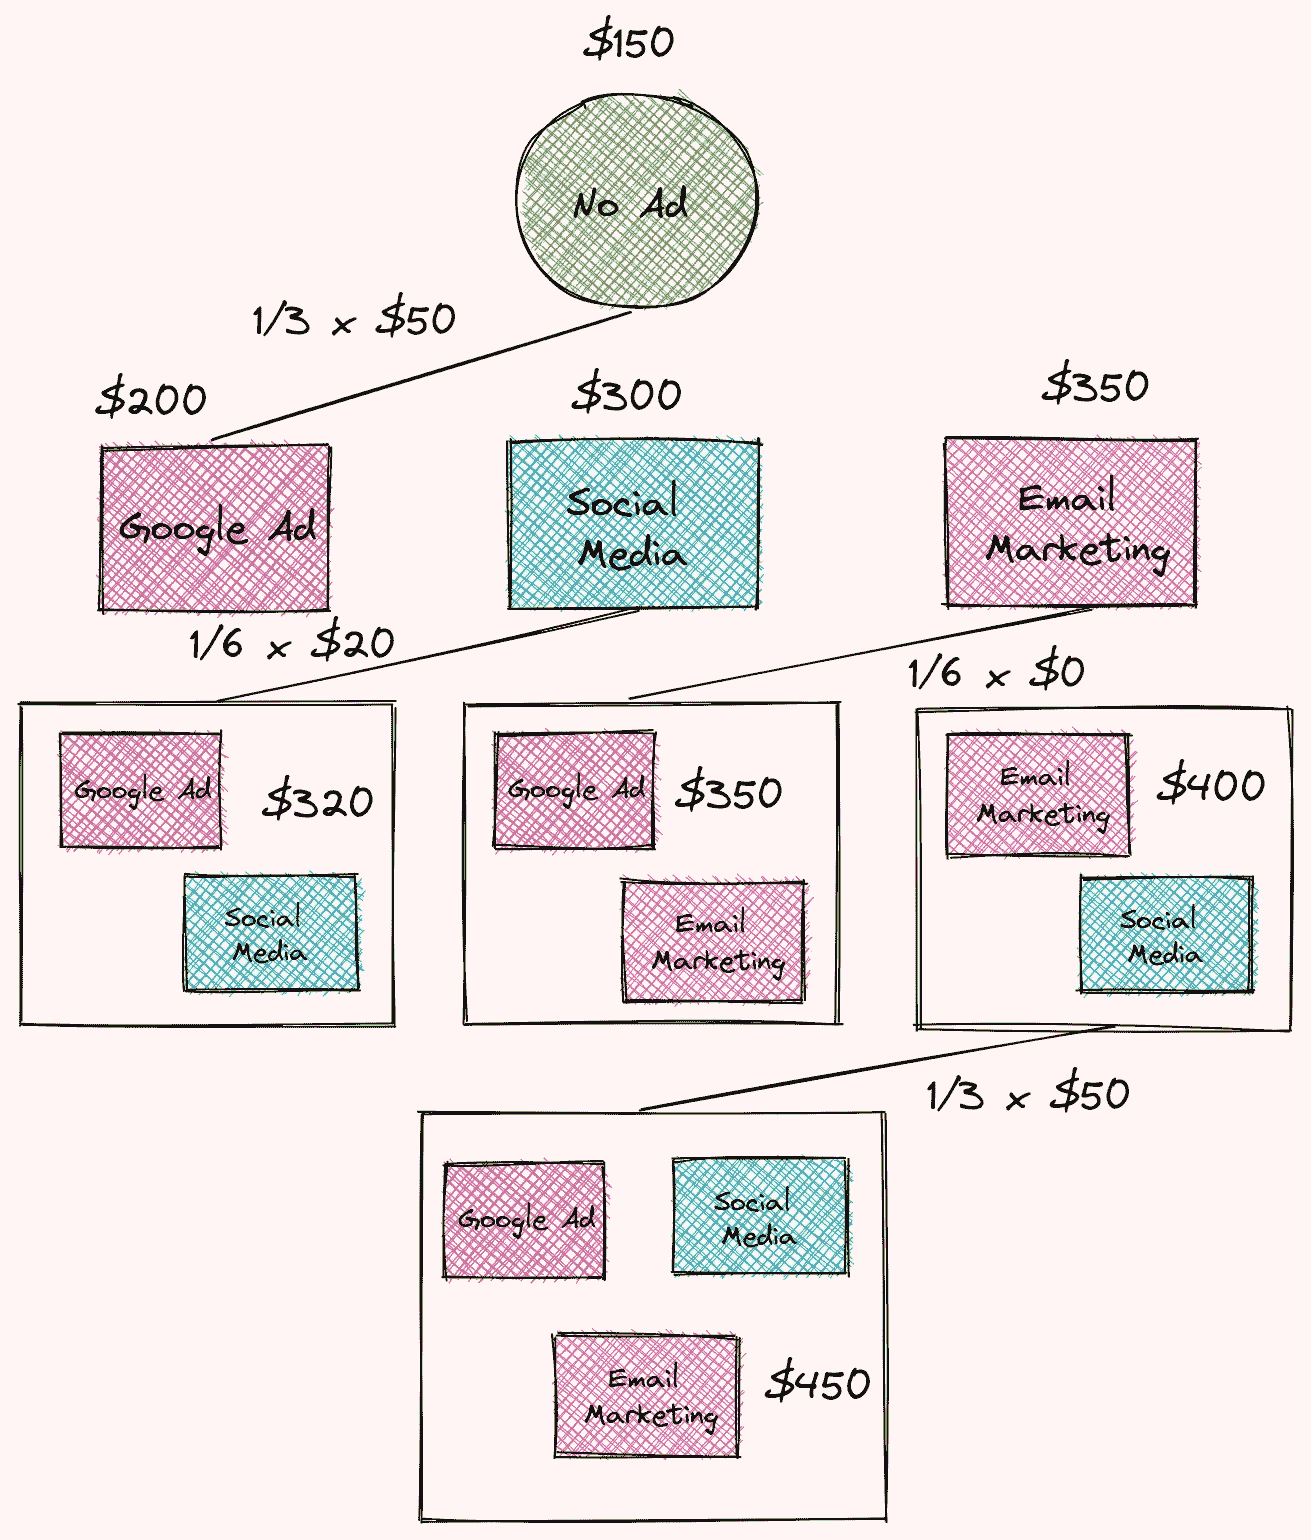 $150
No Ad
1/3 x $50
$200
$300
$350
Google Ad
Social
Media
Email
Marketing
1/6 x $20
1/6 x $0
Google Ad
$320
Social
Media
Google Ad
$350
Email
Marketing
Email
Marketing
$400
Social
Media
1/3 x $50
Google Ad
Social
Media
Email
Marketing
$450